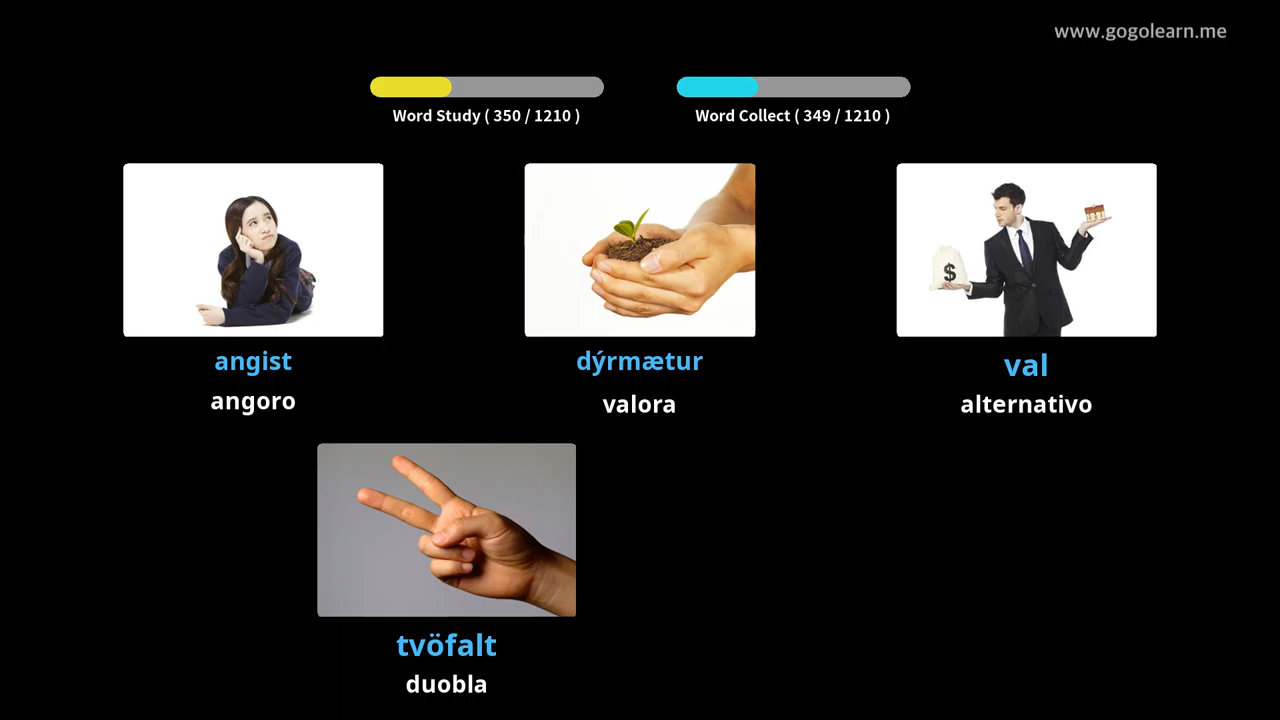 www.gogolearn.me
Word Study ( 350 / 1210 )
Word Collect ( 349 / 1210 )
angist
angoro
dýrmætur
valora
val
alternativo
$
tvöfalt
duobla